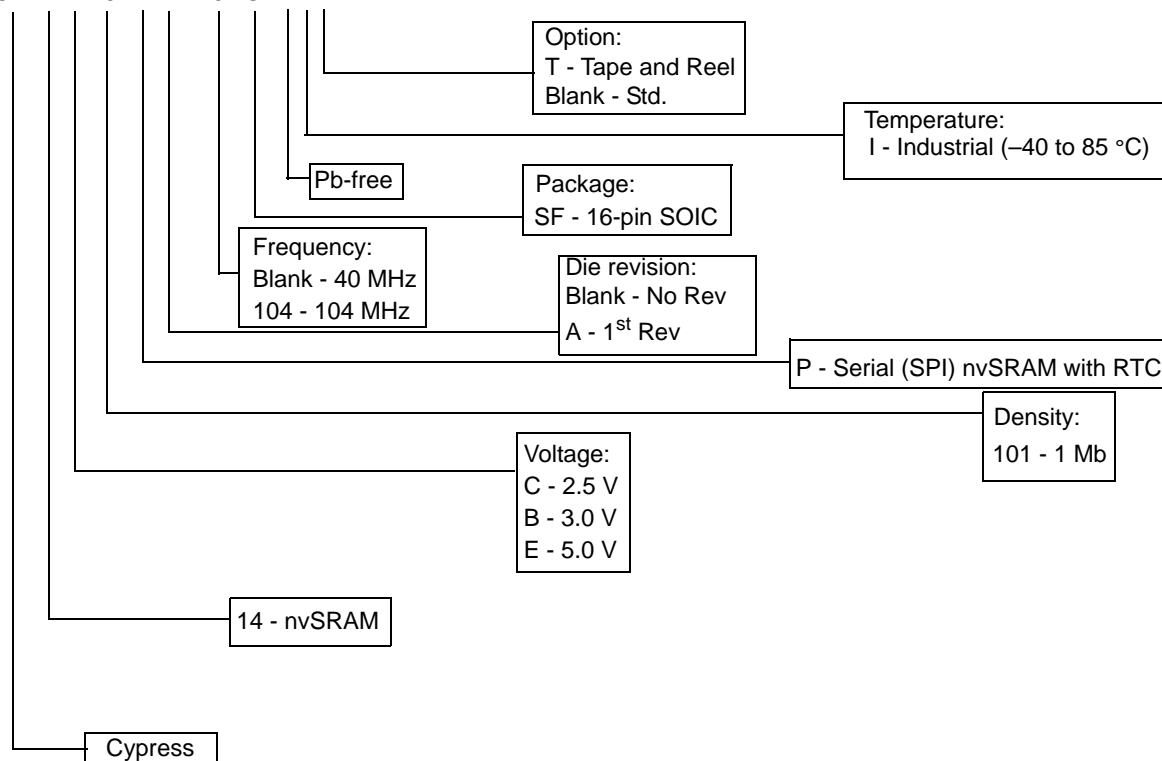 Option:
T - Tape and Reel
Blank - Std.
Temperature:
I - Industrial (–40 to 85 °C)
Pb-free
Package:
SF - 16-pin SOIC
Frequency:
Blank - 40 MHz
104 - 104 MHz
Die revision:
Blank - No Rev
A - 1st Rev
P - Serial (SPI) nvSRAM with RTC
Density:
101 - 1 Mb
Voltage:
C - 2.5 V
B - 3.0 V
E - 5.0 V
14 - nvSRAM
Cypress